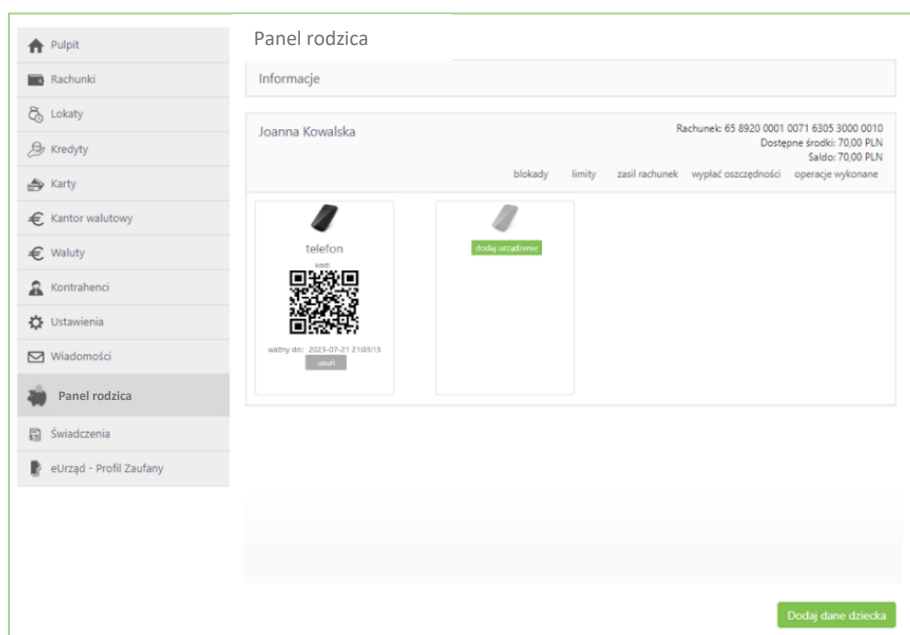 Pulpit
Rachunki
Lokaty
Kredyty
Karty
Kantor walutowy
Waluty
Kontrahenci
Ustawienia
Wiadomości
Panel rodzica
Świadczenia
eUrząd - Profil Zaufany
Panel rodzica
Informacje
Joanna Kowalska
Rachunek: 65 8920 0001 0071 6305 3000 0010
Dostępne środki: 70,00 PLN
Saldo: 70,00 PLN
blokady limity zasil rachunek wypłać oszczędności operacje wykonane
telefon
kod:
ważny do: 2023-07-21 21:03:13
usuń
dodaj urządzenie
Dodaj dane dziecka